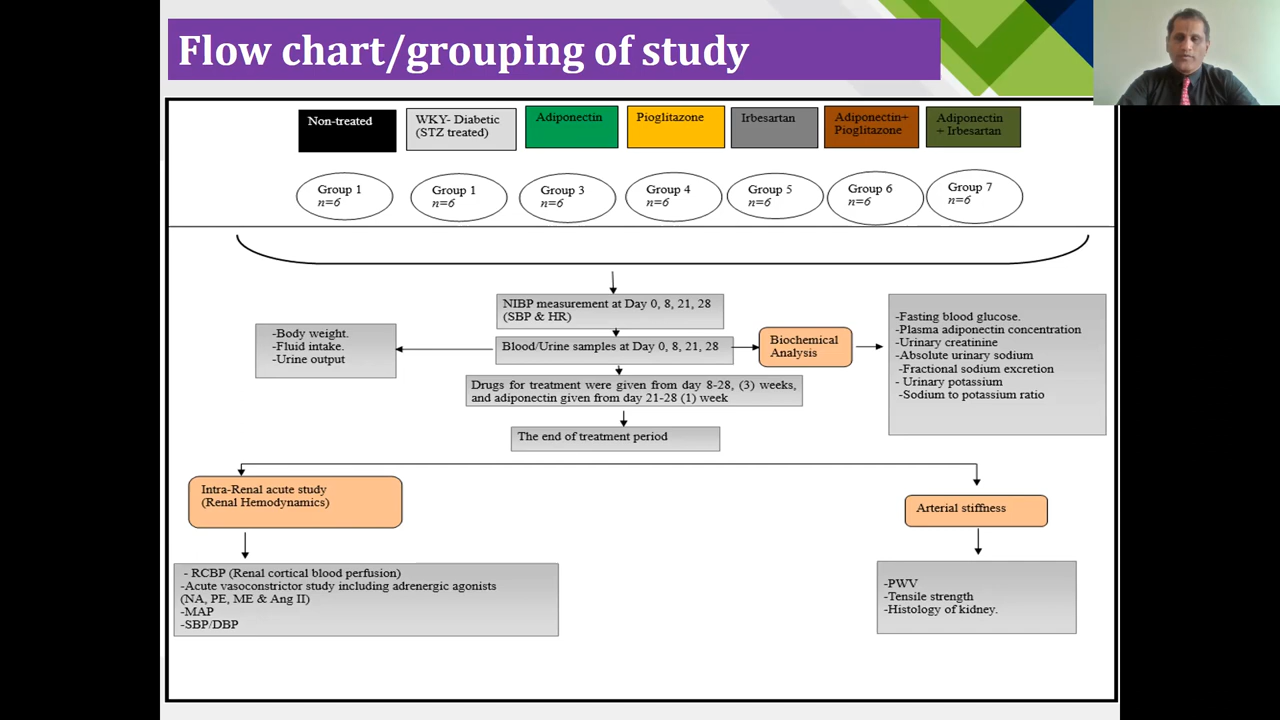 Flow chart/grouping of study
Non-treated
WKY- Diabetic
(STZ treated)
Adiponectin
Pioglitazone
Irbesartan
Adiponectin+
Pioglitazone
Adiponectin
+ Irbesartan
Group 1
n=6
Group 1
n=6
Group 3
n=6
Group 4
n=6
Group 5
n=6
Group 6
n=6
Group 7
n=6
NIBP measurement at Day 0, 8, 21, 28
(SBP & HR)
-Body weight.
-Fluid intake.
-Urine output
Blood/Urine samples at Day 0, 8, 21, 28
Biochemical
Analysis
-Fasting blood glucose.
-Plasma adiponectin concentration
-Urinary creatinine
-Absolute urinary sodium
-Fractional sodium excretion
- Urinary potassium
-Sodium to potassium ratio
Drugs for treatment were given from day 8-28, (3) weeks,
and adiponectin given from day 21-28 (1) week
The end of treatment period
Intra-Renal acute study
(Renal Hemodynamics)
Arterial stiffness
- RCBP (Renal cortical blood perfusion)
-Acute vasoconstrictor study including adrenergic agonists
(NA, PE, ME & Ang II)
-MAP
-SBP/DBP
-PWV
-Tensile strength
-Histology of kidney.